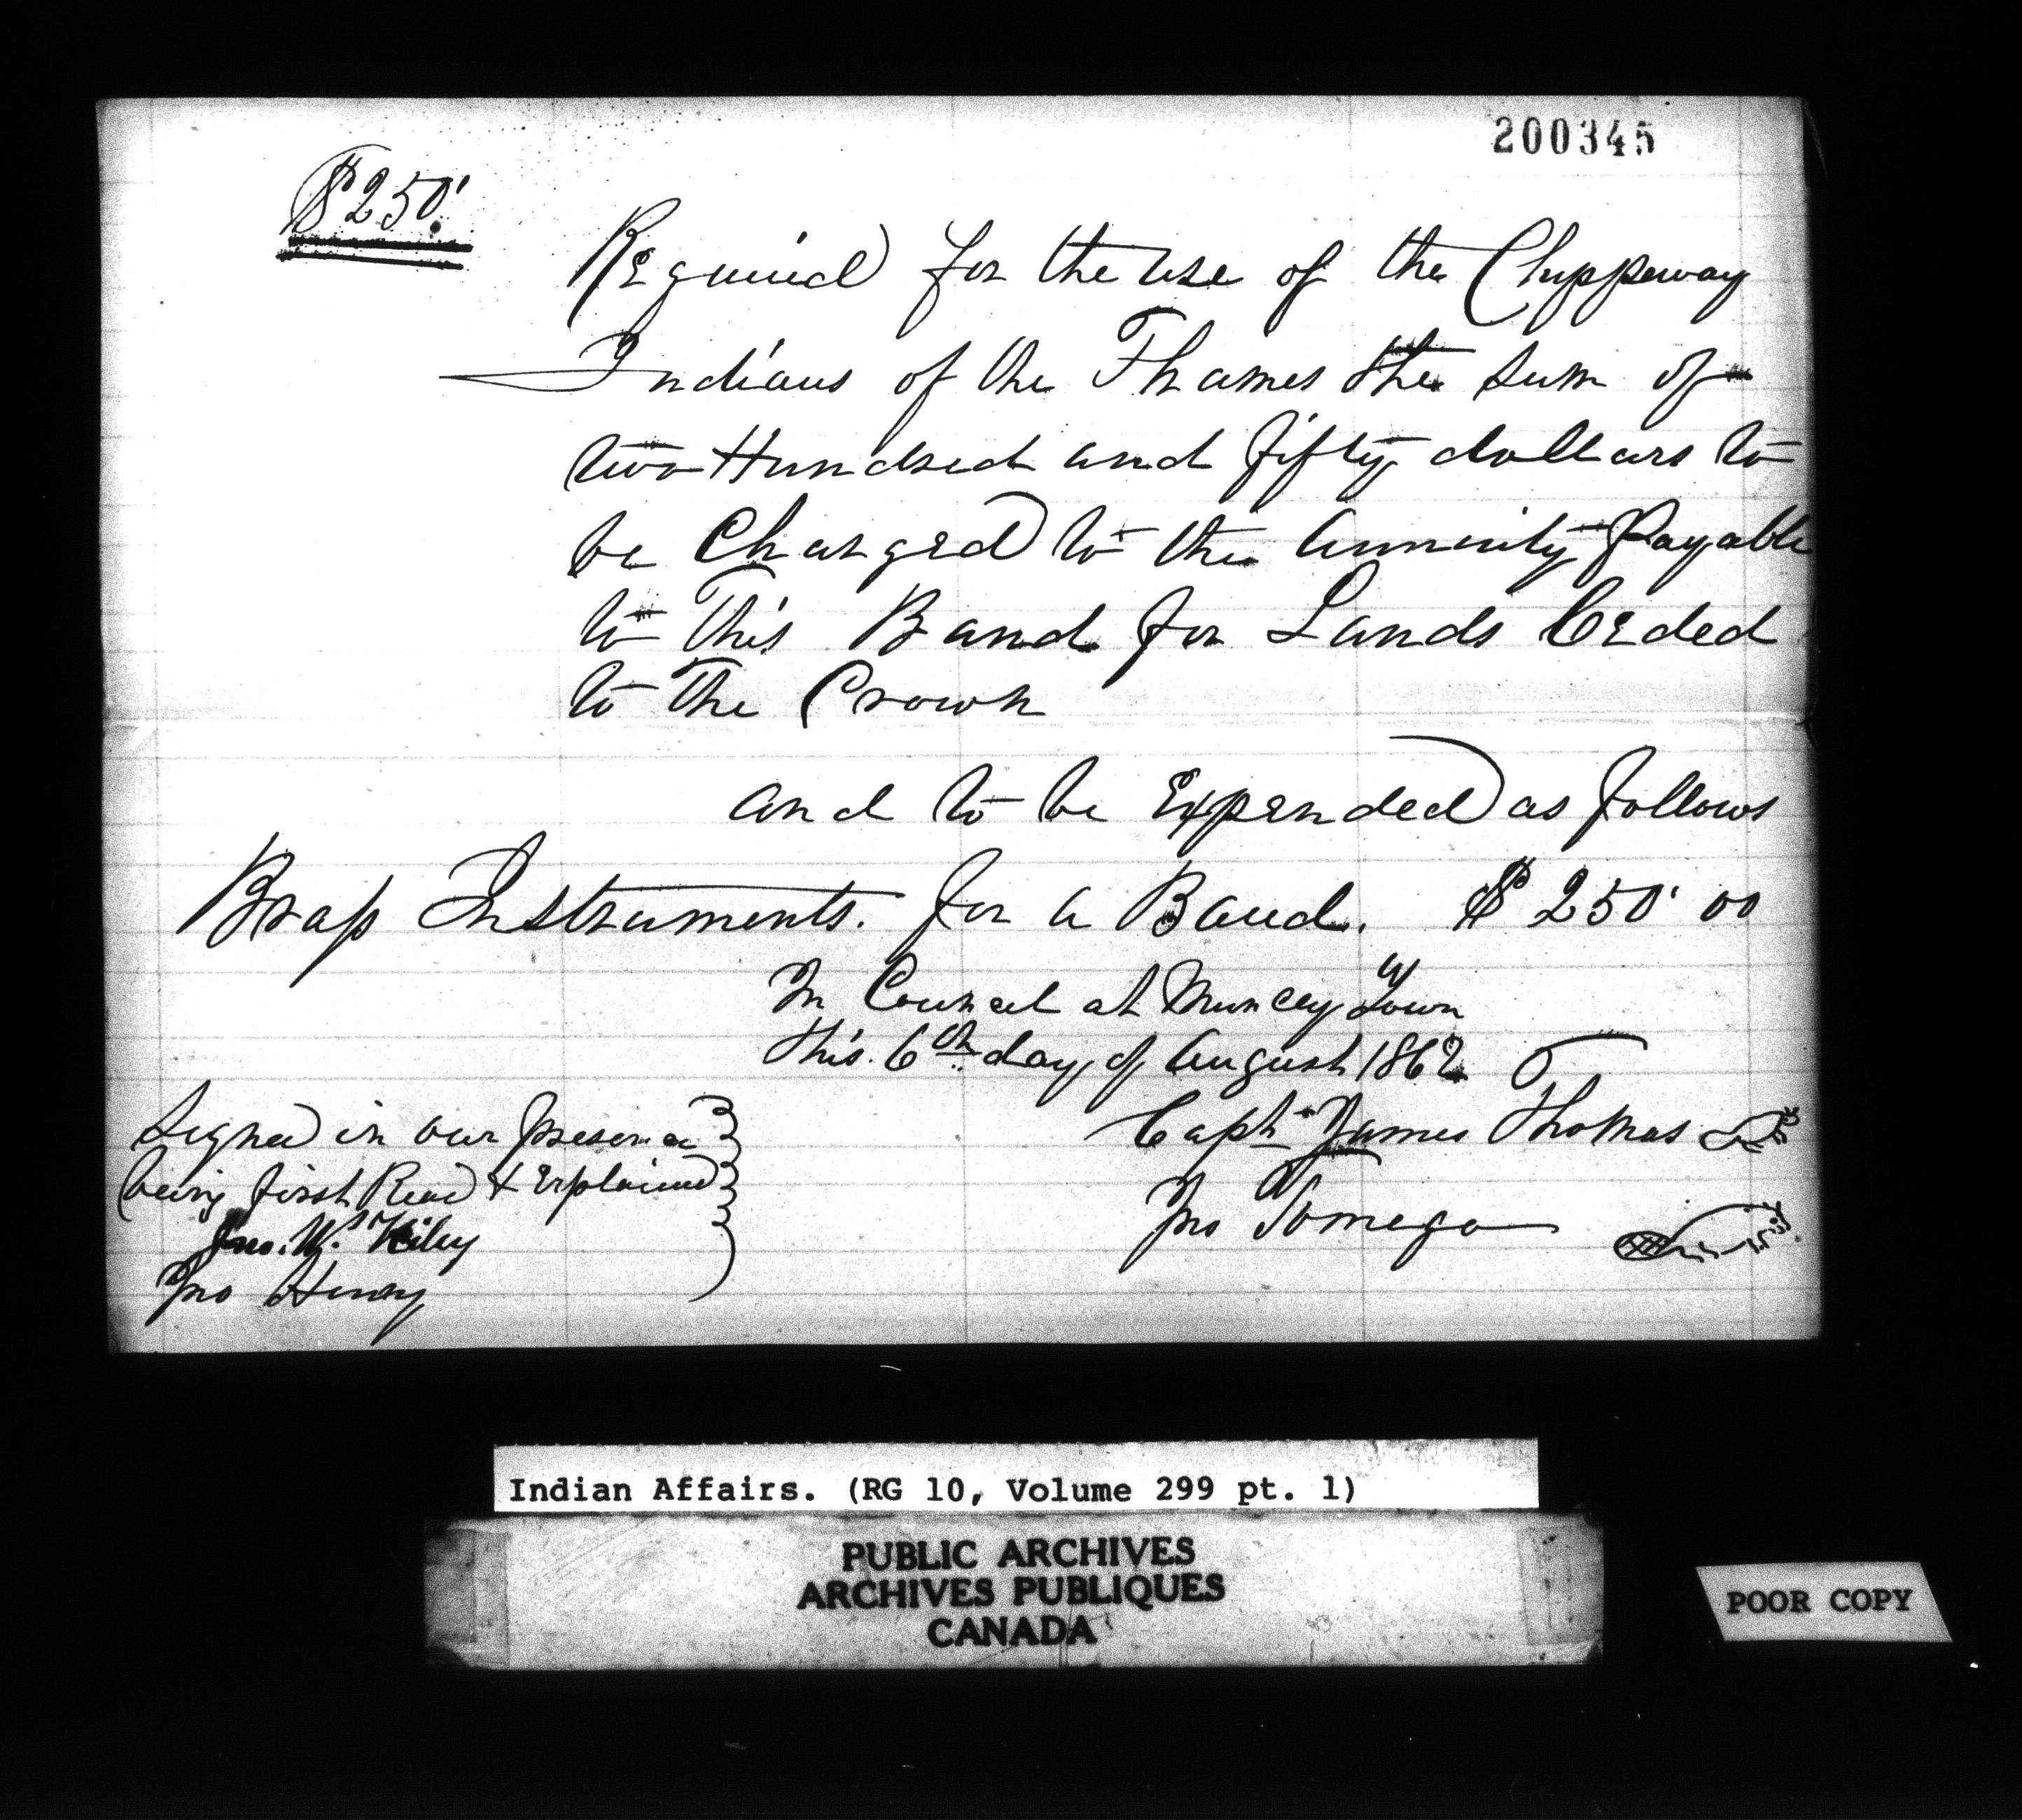 200345
$250.
Required for the use of the Chippeway
Indians of the Thames the sum of
two Hundred and fifty dollars to
be Charged to the Annuity Payable
to This Band for Lands Ceded
to The Crown
and to be Expended as follows
Brass Instruments. for a Band. $250.00
In Council at Muncey Town
this 6th day of August 1862
Signed in our presence
being first Read & Explained
Jno. W. Kiley
Jno Henry
Capt James Thomas
Jno Tomego
Indian Affairs. (RG 10, Volume 299 pt. 1)
PUBLIC ARCHIVES
ARCHIVES PUBLIQUES
CANADA
POOR COPY